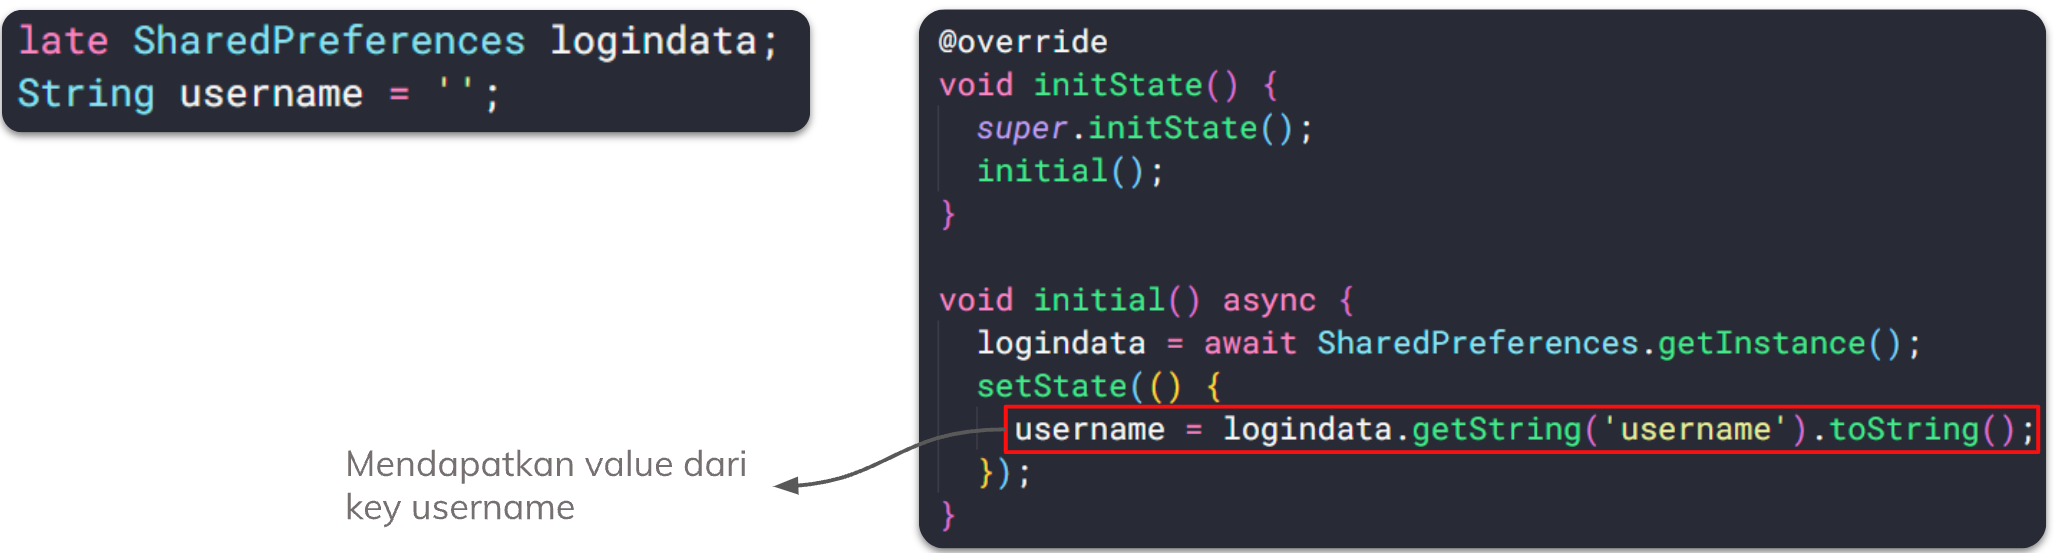 late SharedPreferences logindata;
String username = '';
@override
void initState() {
  super.initState();
  initial();
}
void initial() async {
  logindata = await SharedPreferences.getInstance();
  setState(() {
    username = logindata.getString('username').toString();
  });
}
Mendapatkan value dari
key username